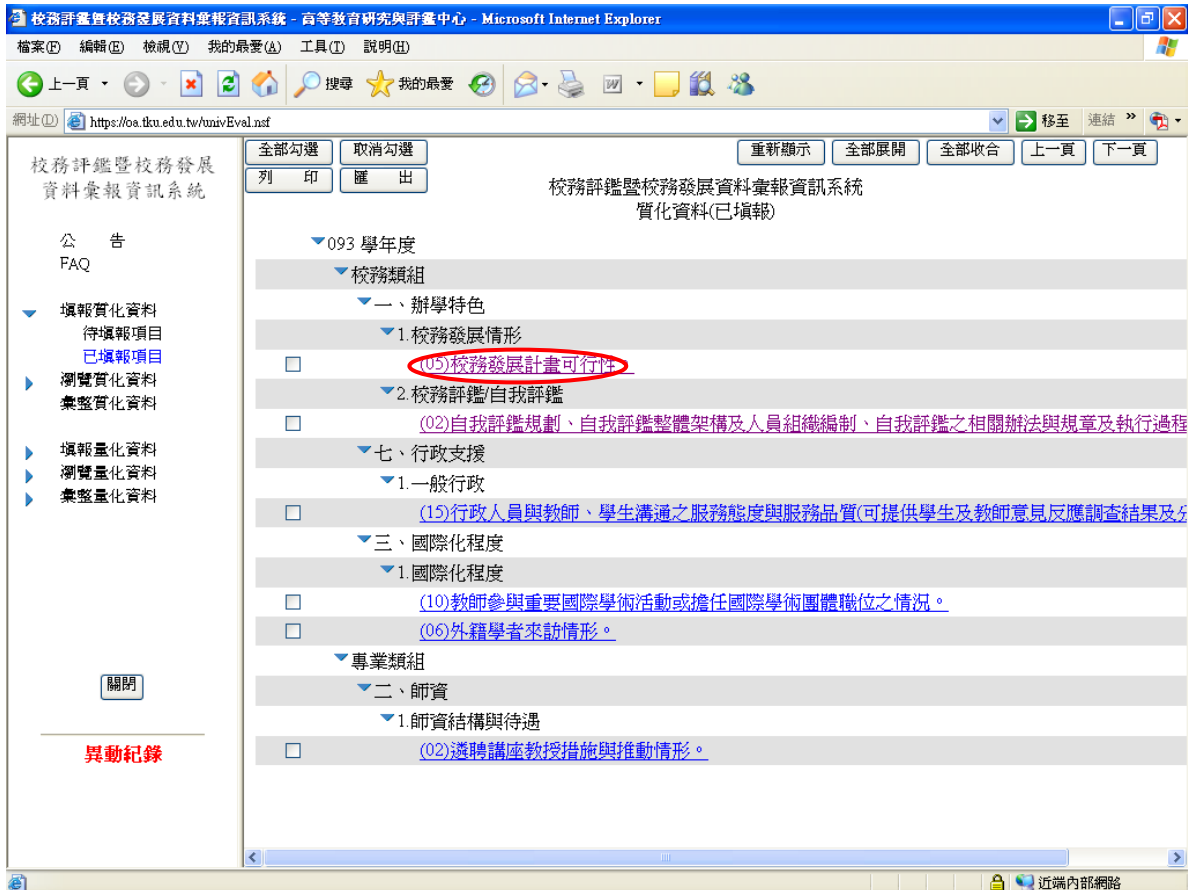 校務評鑑暨校務發展資料彙報資訊系統 - 高等教育研究與評鑑中心 - Microsoft Internet Explorer
檔案(F) 編輯(E) 檢視(V) 我的最愛(A) 工具(T) 說明(H)
上一頁 搜尋 我的最愛
網址(D) https://oa.tku.edu.tw/univEval.nsf 移至 連結 »
校務評鑑暨校務發展
資料彙報資訊系統
公 告
FAQ
填報質化資料
待填報項目
已填報項目
瀏覽質化資料
彙整質化資料
填報量化資料
瀏覽量化資料
彙整量化資料
關閉
異動紀錄
全部勾選 取消勾選 重新顯示 全部展開 全部收合 上一頁 下一頁
列 印 匯 出
校務評鑑暨校務發展資料彙報資訊系統
質化資料(已填報)
093 學年度
校務類組
一、辦學特色
1.校務發展情形
(05)校務發展計畫可行性。
2.校務評鑑/自我評鑑
(02)自我評鑑規劃、自我評鑑整體架構及人員組織編制、自我評鑑之相關辦法與規章及執行過程
七、行政支援
1.一般行政
(15)行政人員與教師、學生溝通之服務態度與服務品質(可提供學生及教師意見反應調查結果及分
三、國際化程度
1.國際化程度
(10)教師參與重要國際學術活動或擔任國際學術團體職位之情況。
(06)外籍學者來訪情形。
專業類組
二、師資
1.師資結構與待遇
(02)遴聘講座教授措施與推動情形。
近端內部網路